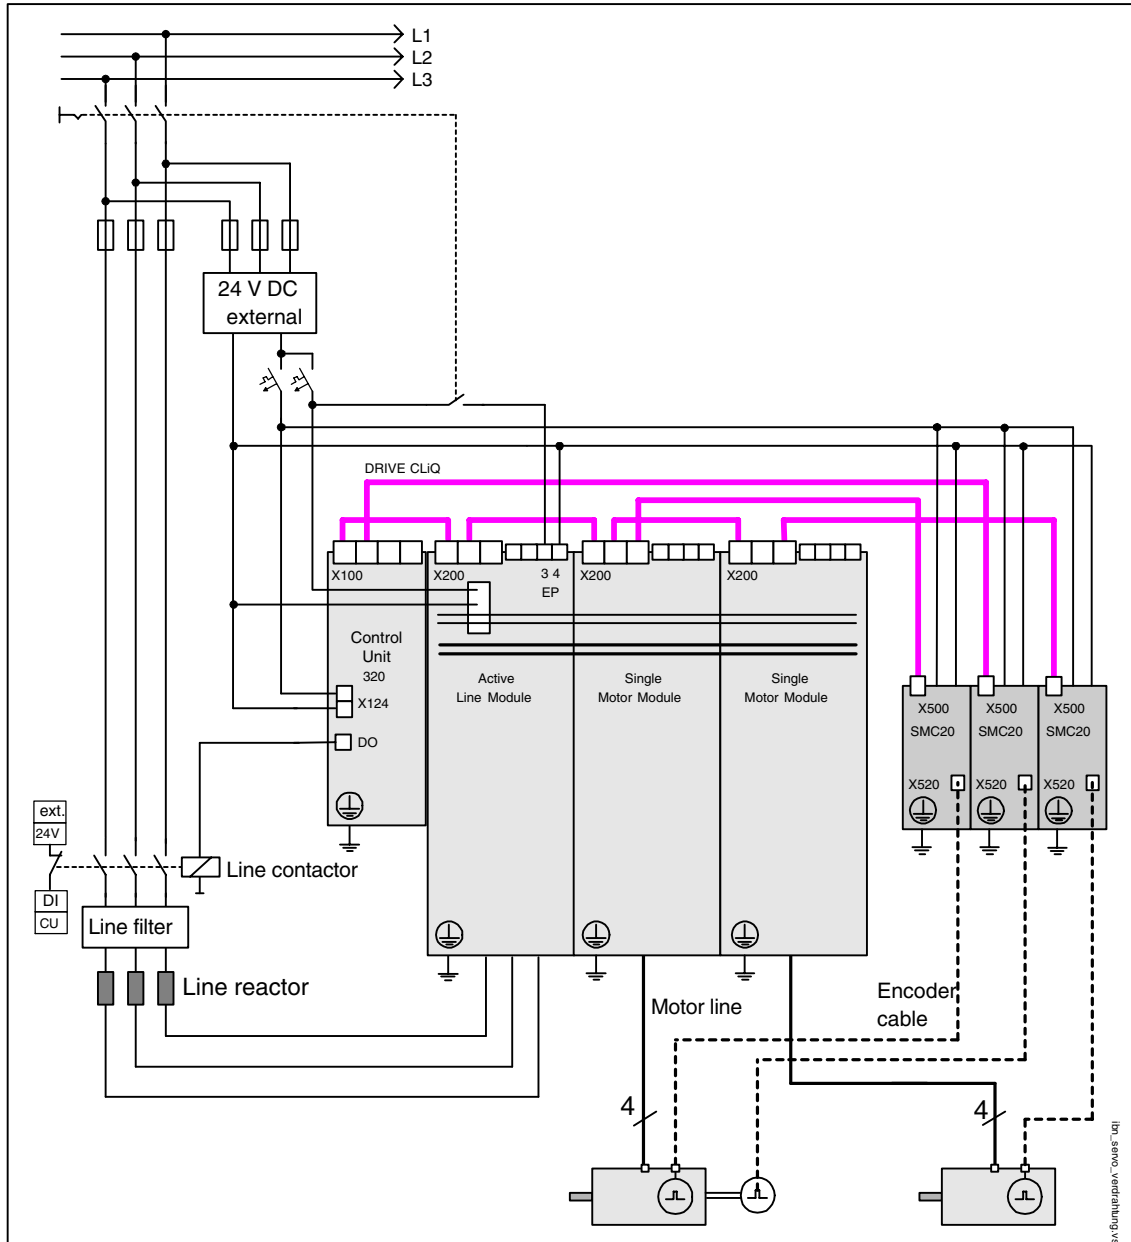 L1
L2
L3
24 V DC
external
DRIVE CLiQ
X100
X200
3 4
EP
X200
X200
Control
Unit
320
X124
DO
Active
Line Module
Single
Motor Module
Single
Motor Module
X500
SMC20
X520
X500
SMC20
X520
X500
SMC20
X520
ext.
24V
DI
CU
Line contactor
Line filter
Line reactor
Motor line
Encoder
cable
4
4
ibn_servo_verdrahtung.vs